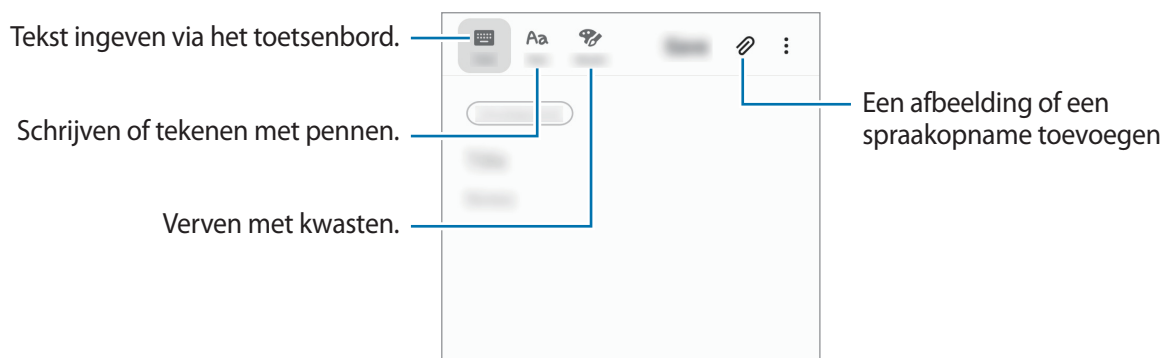 Tekst ingeven via het toetsenbord.
Aa
Schrijven of tekenen met pennen.
Verven met kwasten.
Een afbeelding of een
spraakopname toevoegen